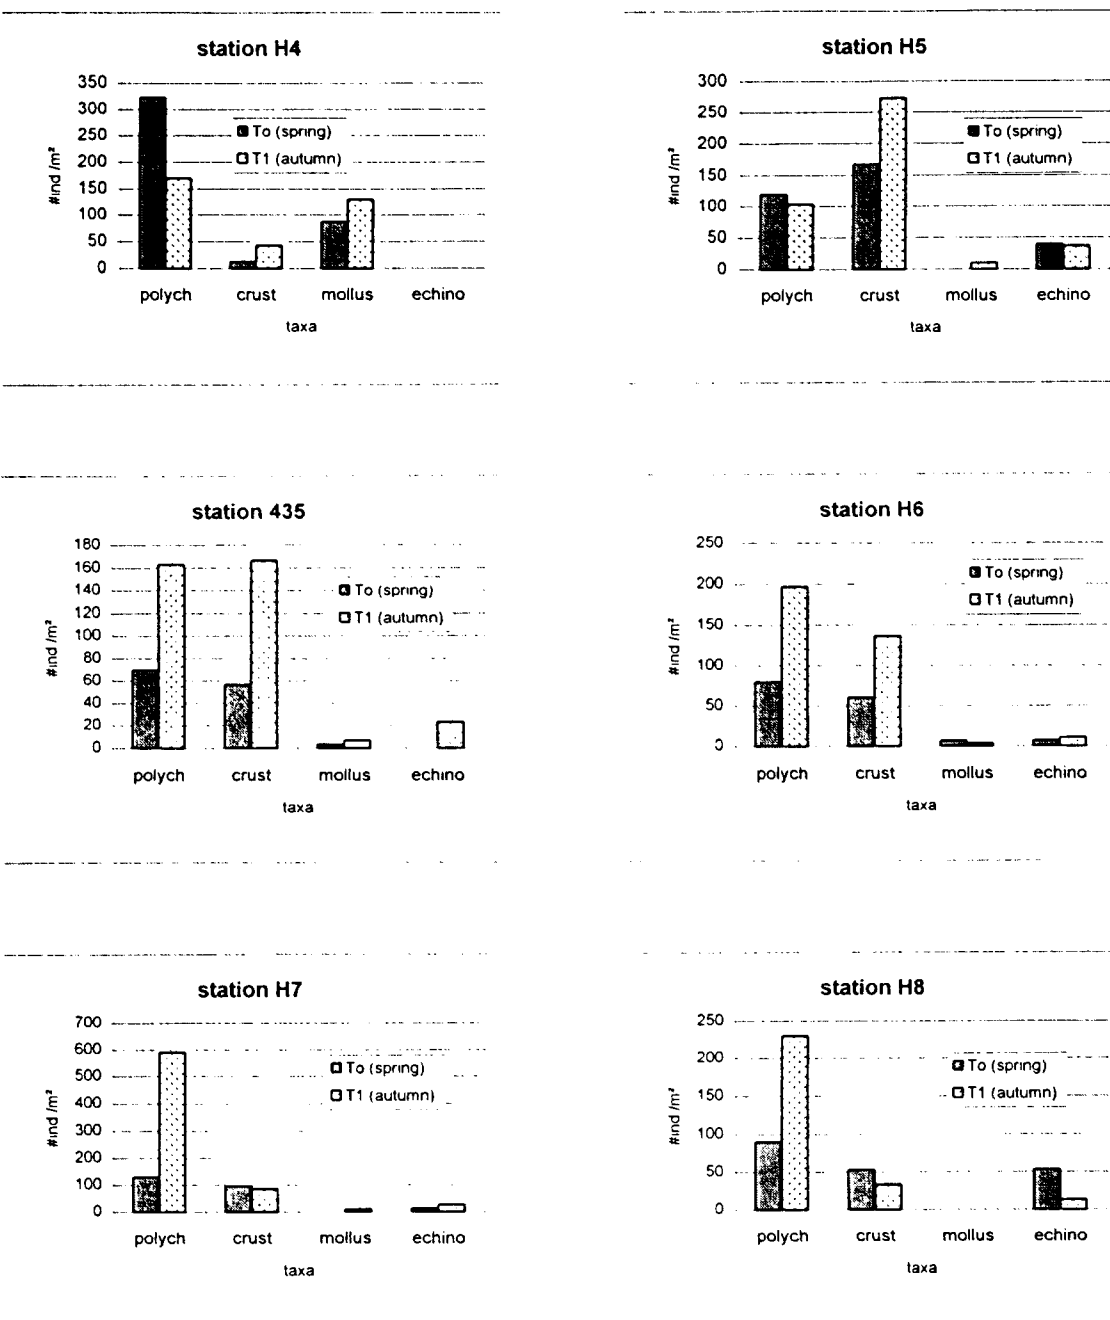 station H4
350
300
250
200
150
100
50
0
#ind /m²
To (spring)
T1 (autumn)
polych crust mollus echino
taxa
station H5
300
250
200
150
100
50
0
#ind /m²
To (spring)
T1 (autumn)
polych crust mollus echino
taxa
station 435
180
160
140
120
100
80
60
40
20
0
#ind /m²
To (spring)
T1 (autumn)
polych crust mollus echino
taxa
station H6
250
200
150
100
50
0
#ind /m²
To (spring)
T1 (autumn)
polych crust mollus echino
taxa
station H7
700
600
500
400
300
200
100
0
#ind /m²
To (spring)
T1 (autumn)
polych crust mollus echino
taxa
station H8
250
200
150
100
50
0
#ind /m²
To (spring)
T1 (autumn)
polych crust mollus echino
taxa